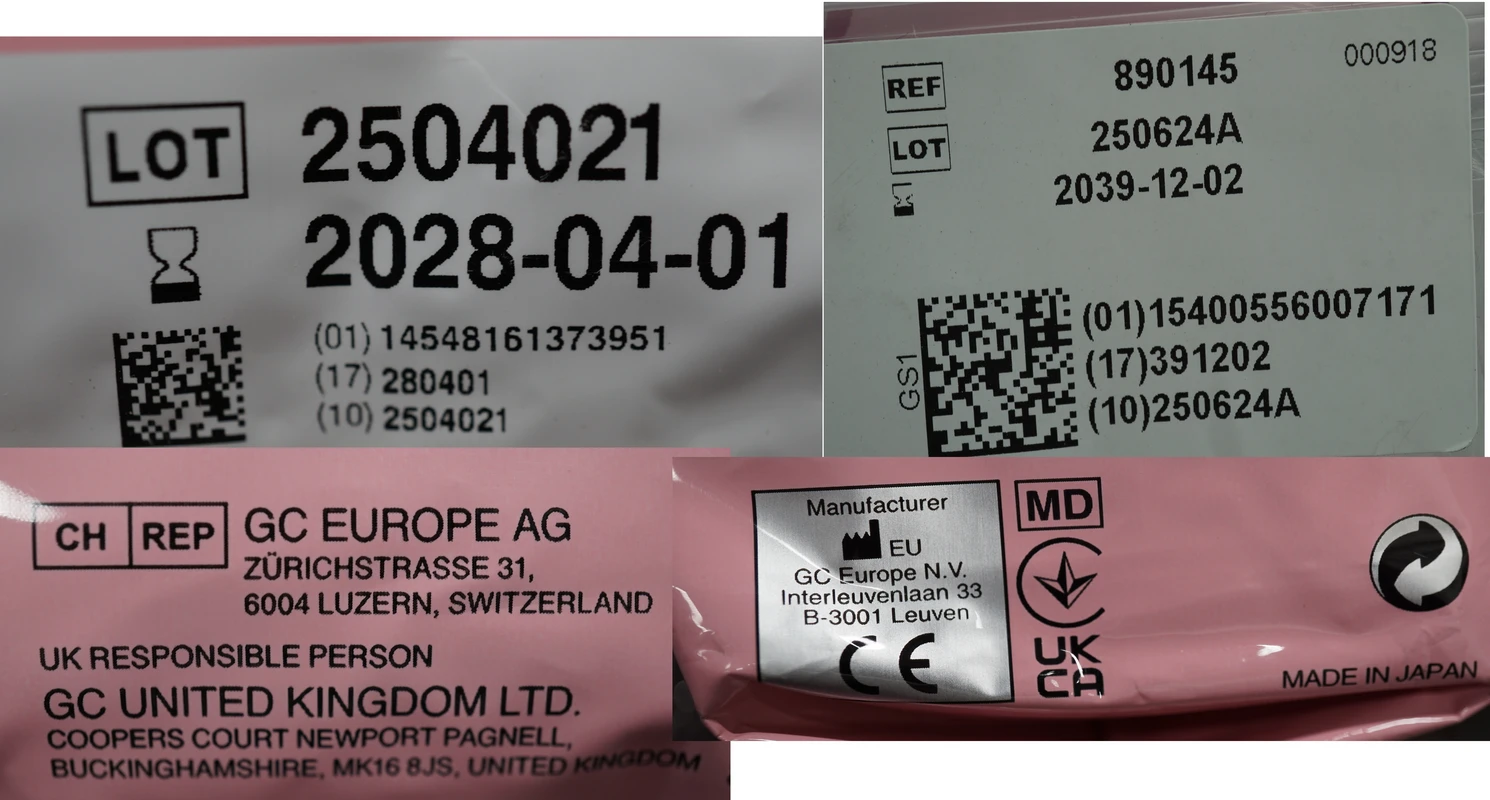 LOT 2504021
2028-04-01
(01) 14548161373951
(17) 280401
(10) 2504021
000918
REF 890145
LOT 250624A
2039-12-02
GS1
(01)15400556007171
(17)391202
(10)250624A
CH REP GC EUROPE AG
ZÜRICHSTRASSE 31,
6004 LUZERN, SWITZERLAND
UK RESPONSIBLE PERSON
GC UNITED KINGDOM LTD.
COOPERS COURT NEWPORT PAGNELL,
BUCKINGHAMSHIRE, MK16 8JS, UNITED KINGDOM
Manufacturer
EU
GC Europe N.V.
Interleuvenlaan 33
B-3001 Leuven
CE
MD
UK
CA
MADE IN JAPAN